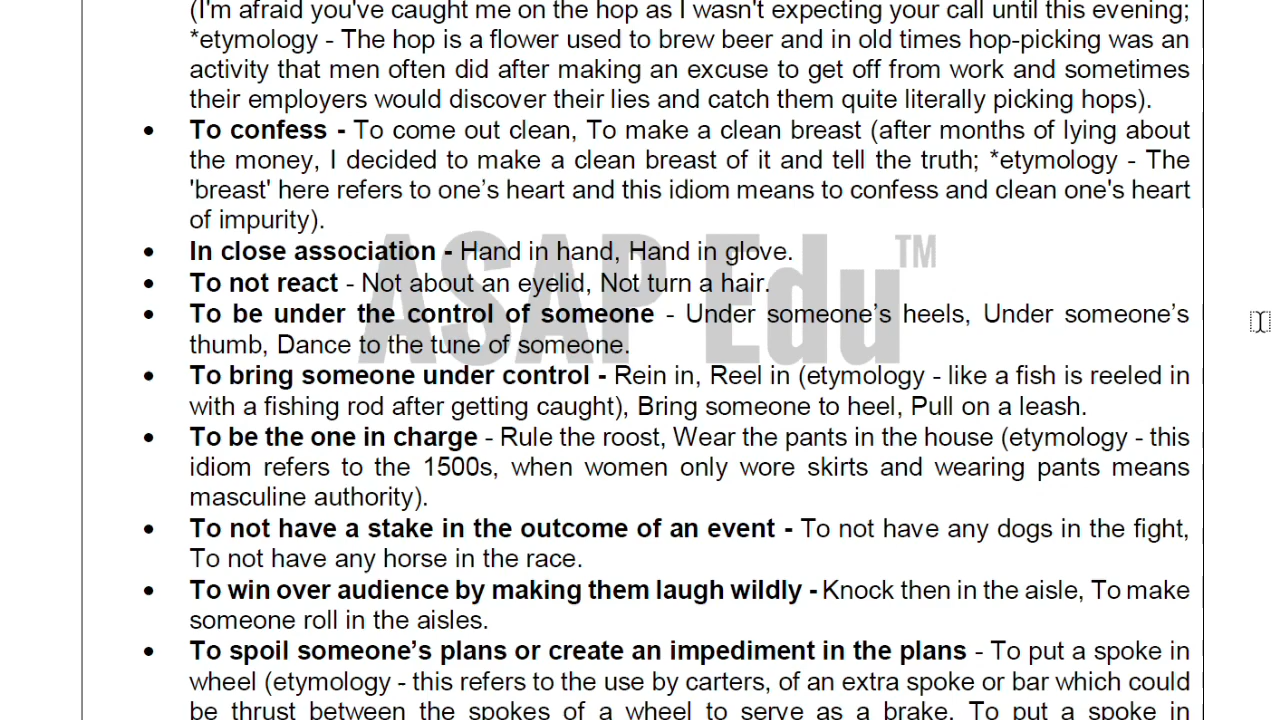 (I'm afraid you've caught me on the hop as I wasn't expecting your call until this evening;
*etymology - The hop is a flower used to brew beer and in old times hop-picking was an
activity that men often did after making an excuse to get off from work and sometimes
their employers would discover their lies and catch them quite literally picking hops).
• To confess - To come out clean, To make a clean breast (after months of lying about
the money, I decided to make a clean breast of it and tell the truth; *etymology - The
'breast' here refers to one’s heart and this idiom means to confess and clean one's heart
of impurity).
• In close association - Hand in hand, Hand in glove.
• To not react - Not about an eyelid, Not turn a hair.
• To be under the control of someone - Under someone’s heels, Under someone’s
thumb, Dance to the tune of someone.
• To bring someone under control - Rein in, Reel in (etymology - like a fish is reeled in
with a fishing rod after getting caught), Bring someone to heel, Pull on a leash.
• To be the one in charge - Rule the roost, Wear the pants in the house (etymology - this
idiom refers to the 1500s, when women only wore skirts and wearing pants means
masculine authority).
• To not have a stake in the outcome of an event - To not have any dogs in the fight,
To not have any horse in the race.
• To win over audience by making them laugh wildly - Knock then in the aisle, To make
someone roll in the aisles.
• To spoil someone’s plans or create an impediment in the plans - To put a spoke in
wheel (etymology - this refers to the use by carters, of an extra spoke or bar which could
be thrust between the spokes of a wheel to serve as a brake. To put a spoke in
ASAP Edu™